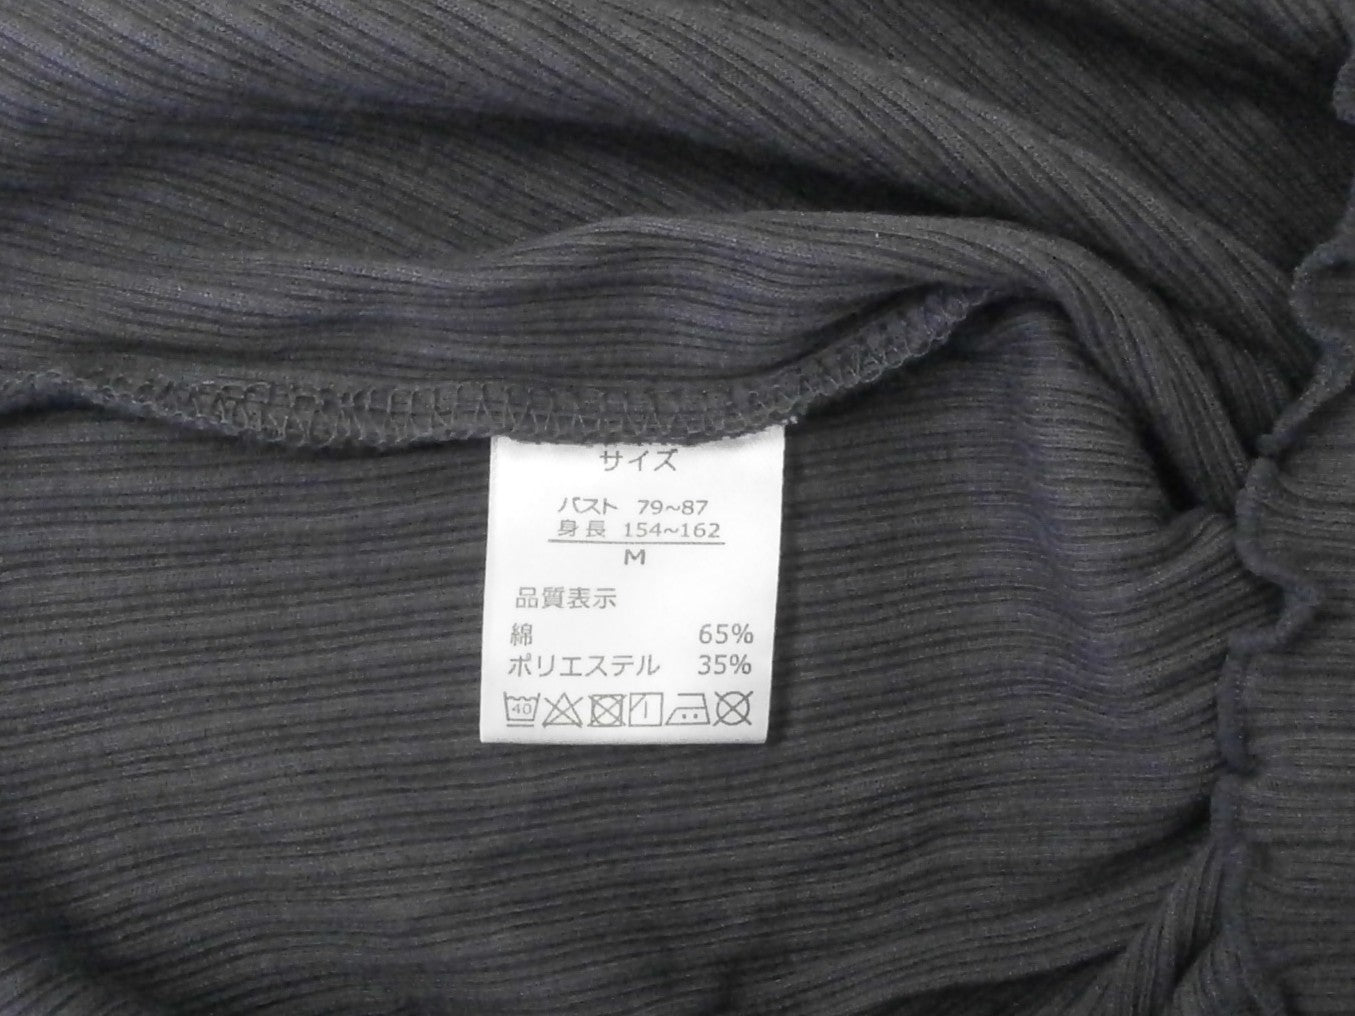 サイズ
バスト 79~87
身長 154~162
M
品質表示
綿 65%
ポリエステル 35%
40